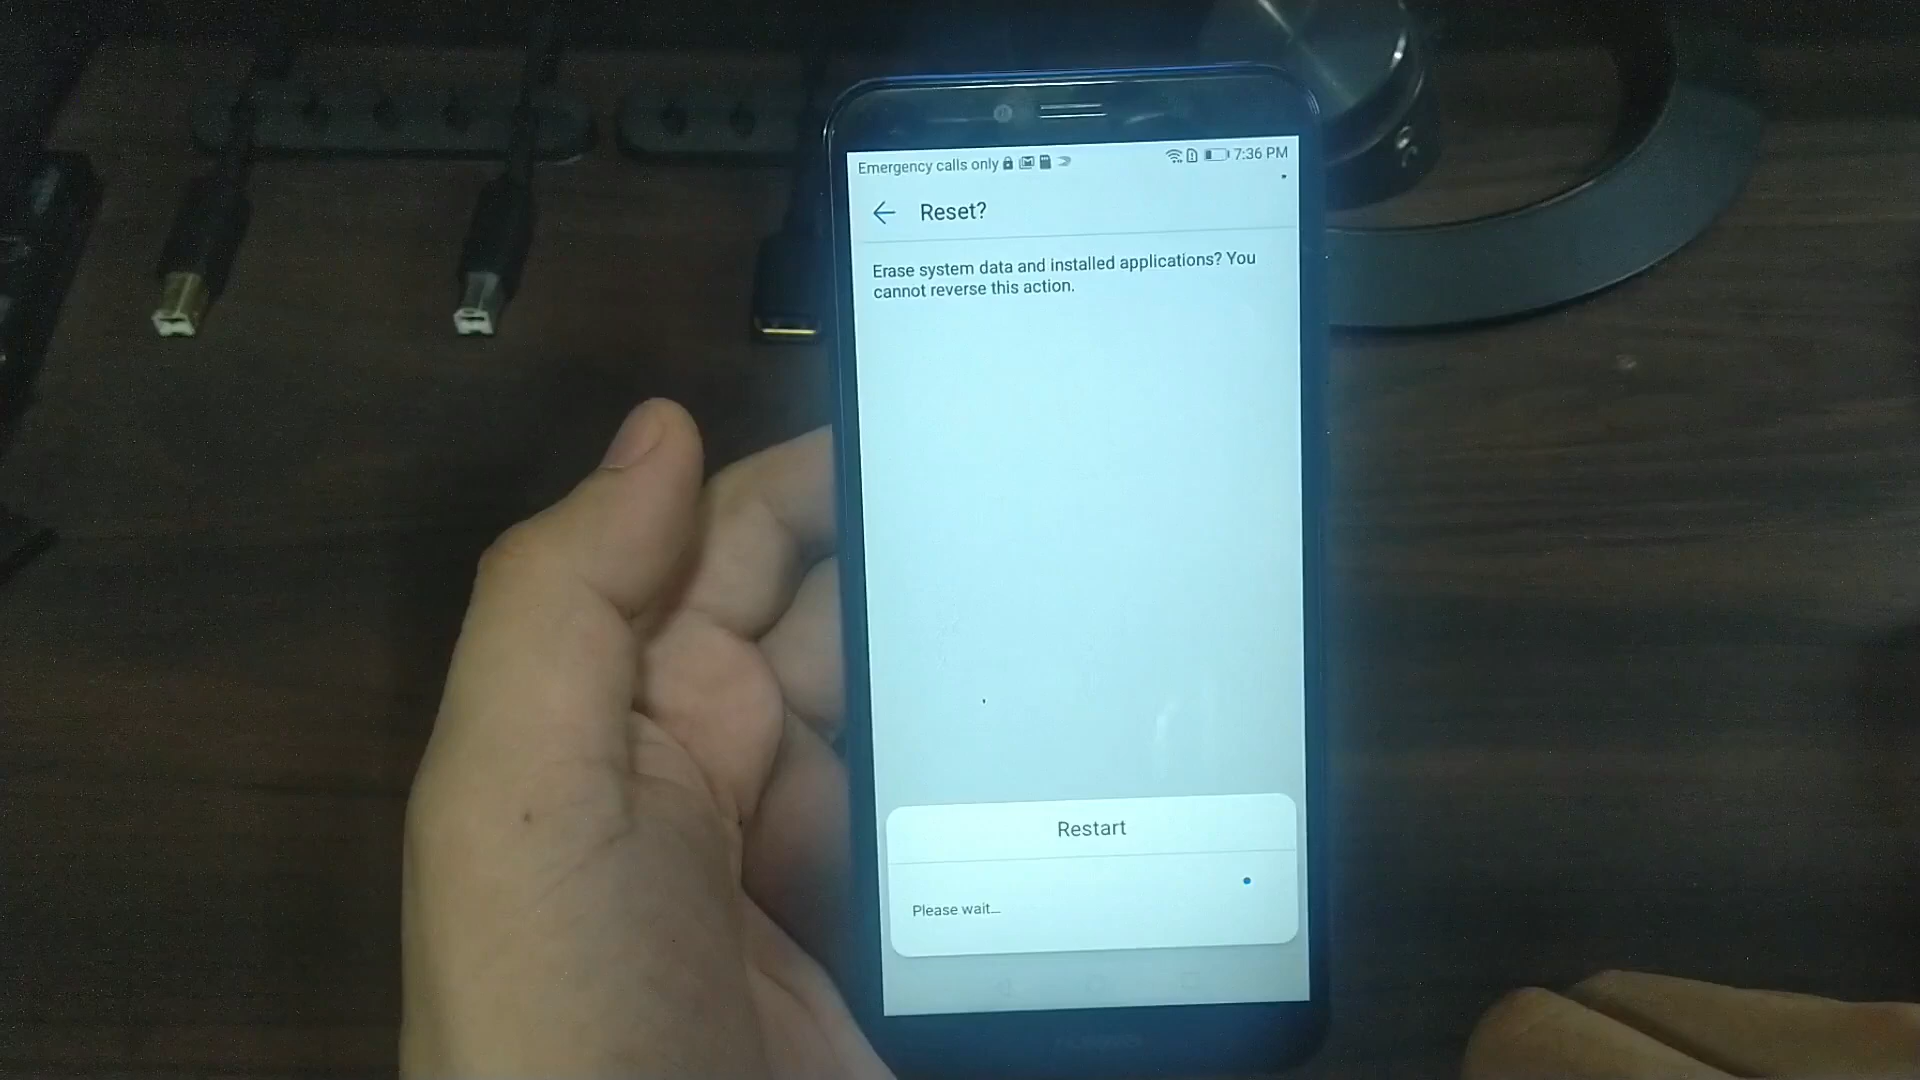 Emergency calls only
7:36 PM
Reset?
Erase system data and installed applications? You
cannot reverse this action.
Restart
Please wait...